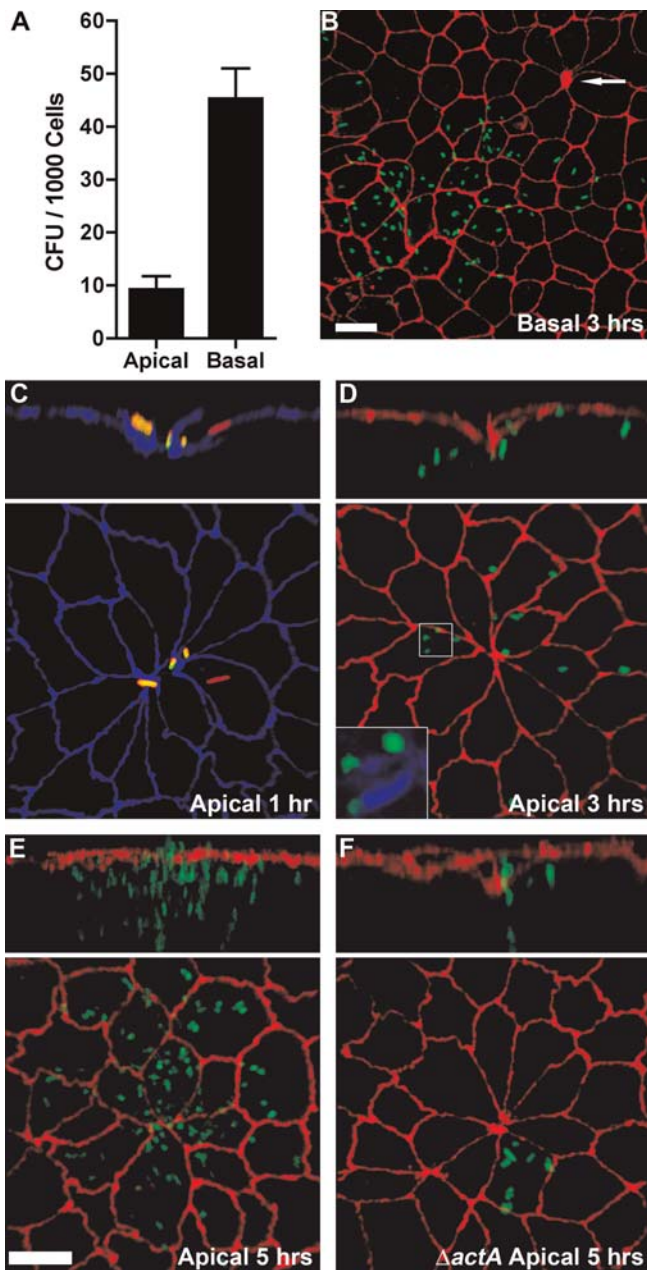 A
60
50
40
30
20
10
0
CFU / 1000 Cells
Apical Basal
B
Basal 3 hrs
C
Apical 1 hr
D
Apical 3 hrs
E
Apical 5 hrs
F
ΔactA Apical 5 hrs